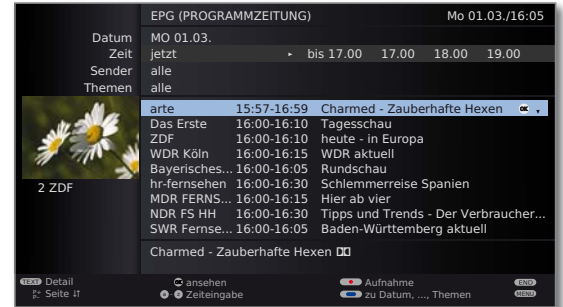 EPG (PROGRAMMZEITUNG) Mo 01.03./16:05
Datum MO 01.03.
Zeit jetzt bis 17.00 17.00 18.00 19.00
Sender alle
Themen alle
arte 15:57-16:59 Charmed - Zauberhafte Hexen OK
Das Erste 16:00-16:10 Tagesschau
ZDF 16:00-16:10 heute - in Europa
WDR Köln 16:00-16:15 WDR aktuell
Bayerisches... 16:00-16:05 Rundschau
hr-fernsehen 16:00-16:30 Schlemmerreise Spanien
MDR FERNS... 16:00-16:15 Hier ab vier
NDR FS HH 16:00-16:30 Tipps und Trends - Der Verbraucher...
SWR Fernse... 16:00-16:05 Baden-Württemberg aktuell
2 ZDF
Charmed - Zauberhafte Hexen
TEXT Detail OK ansehen Aufnahme END
P+ P- Seite 0-9 Zeiteingabe zu Datum, ..., Themen MENU